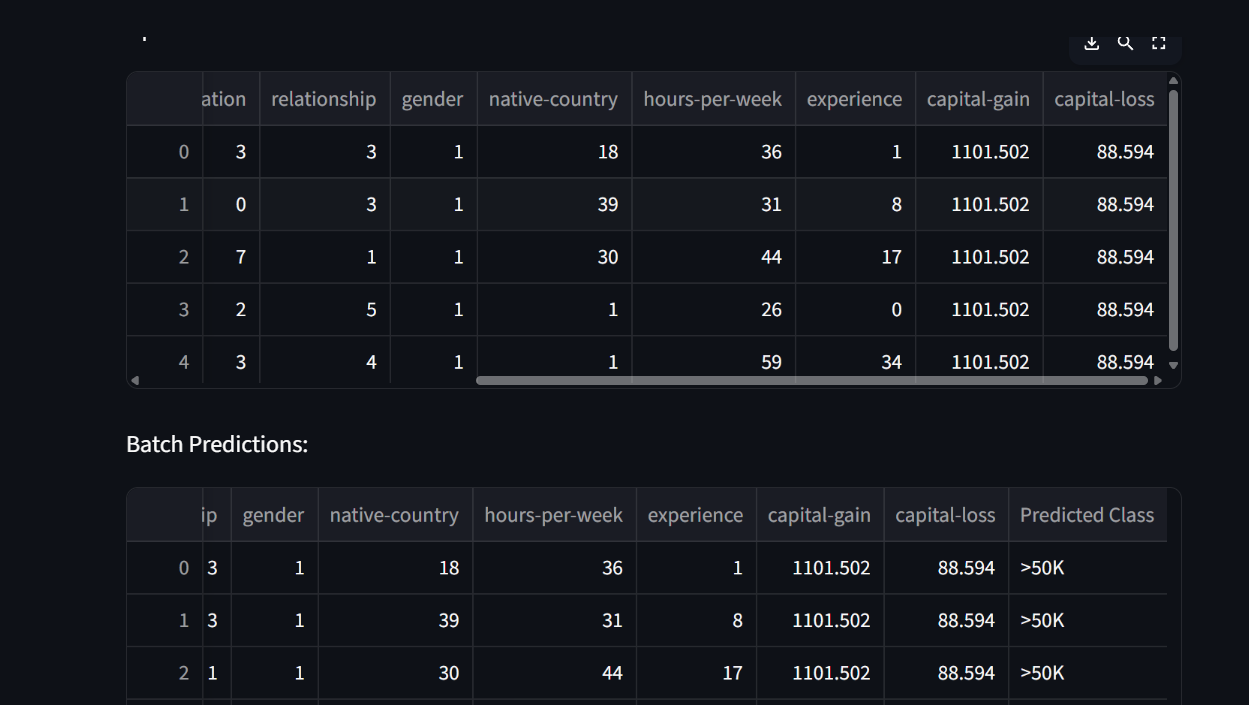 ation relationship gender native-country hours-per-week experience capital-gain capital-loss
0 3 3 1 18 36 1 1101.502 88.594
1 0 3 1 39 31 8 1101.502 88.594
2 7 1 1 30 44 17 1101.502 88.594
3 2 5 1 1 26 0 1101.502 88.594
4 3 4 1 1 59 34 1101.502 88.594
Batch Predictions:
ip gender native-country hours-per-week experience capital-gain capital-loss Predicted Class
0 3 1 18 36 1 1101.502 88.594 >50K
1 3 1 39 31 8 1101.502 88.594 >50K
2 1 1 30 44 17 1101.502 88.594 >50K